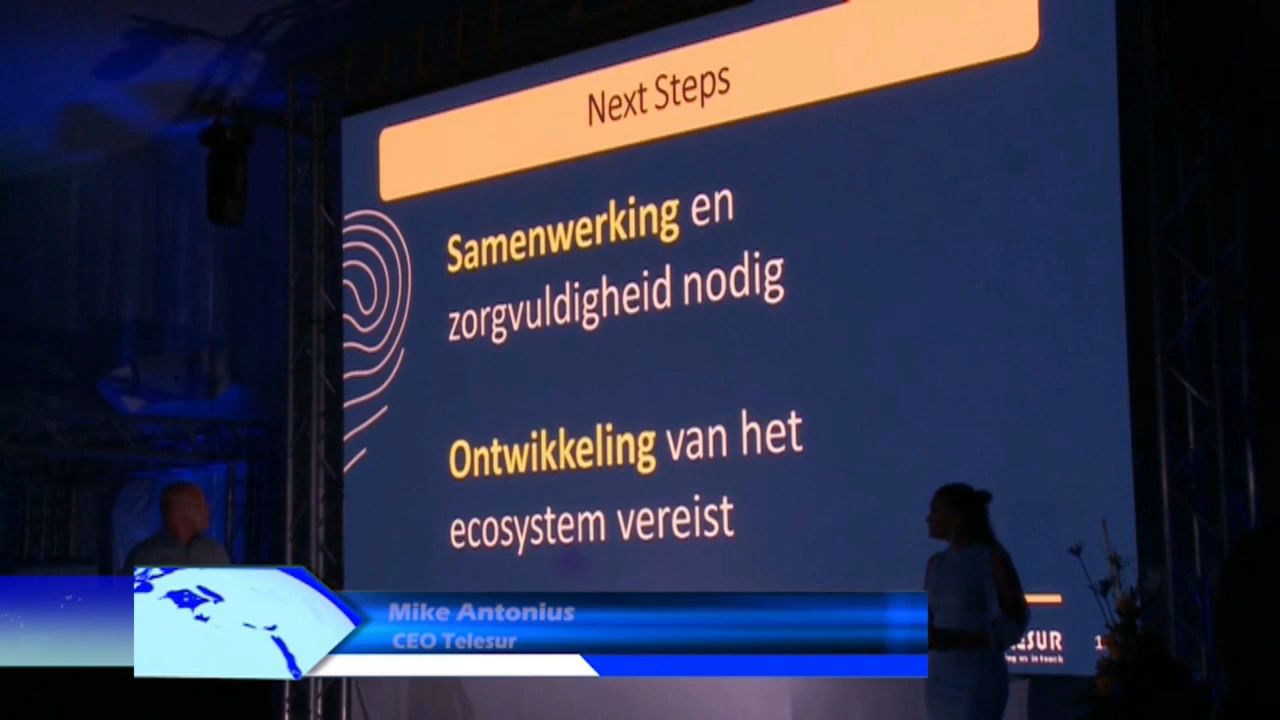 Next Steps
Samenwerking en
zorgvuldigheid nodig
Ontwikkeling van het
ecosystem vereist
Mike Antonius
CEO Telesur